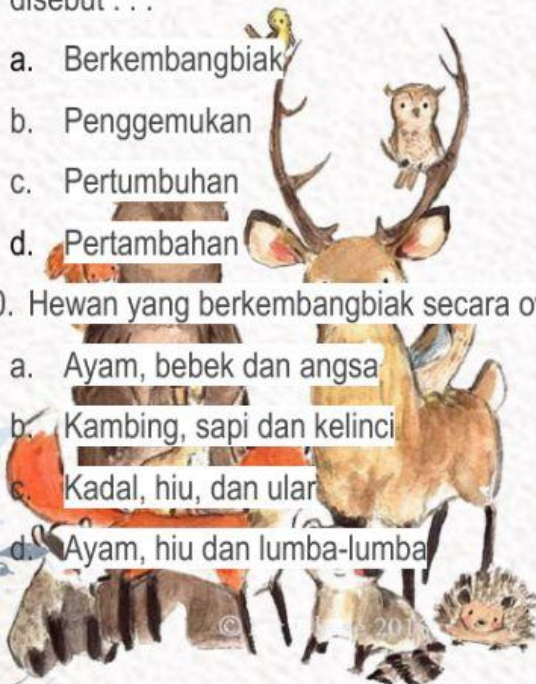 disebut . . .
a. Berkembangbiak
b. Penggemukan
c. Pertumbuhan
d. Pertambahan
. Hewan yang berkembangbiak secara
a. Ayam, bebek dan angsa
b. Kambing, sapi dan kelinci
c. Kadal, hiu, dan ular
d. Ayam, hiu dan lumba-lumba